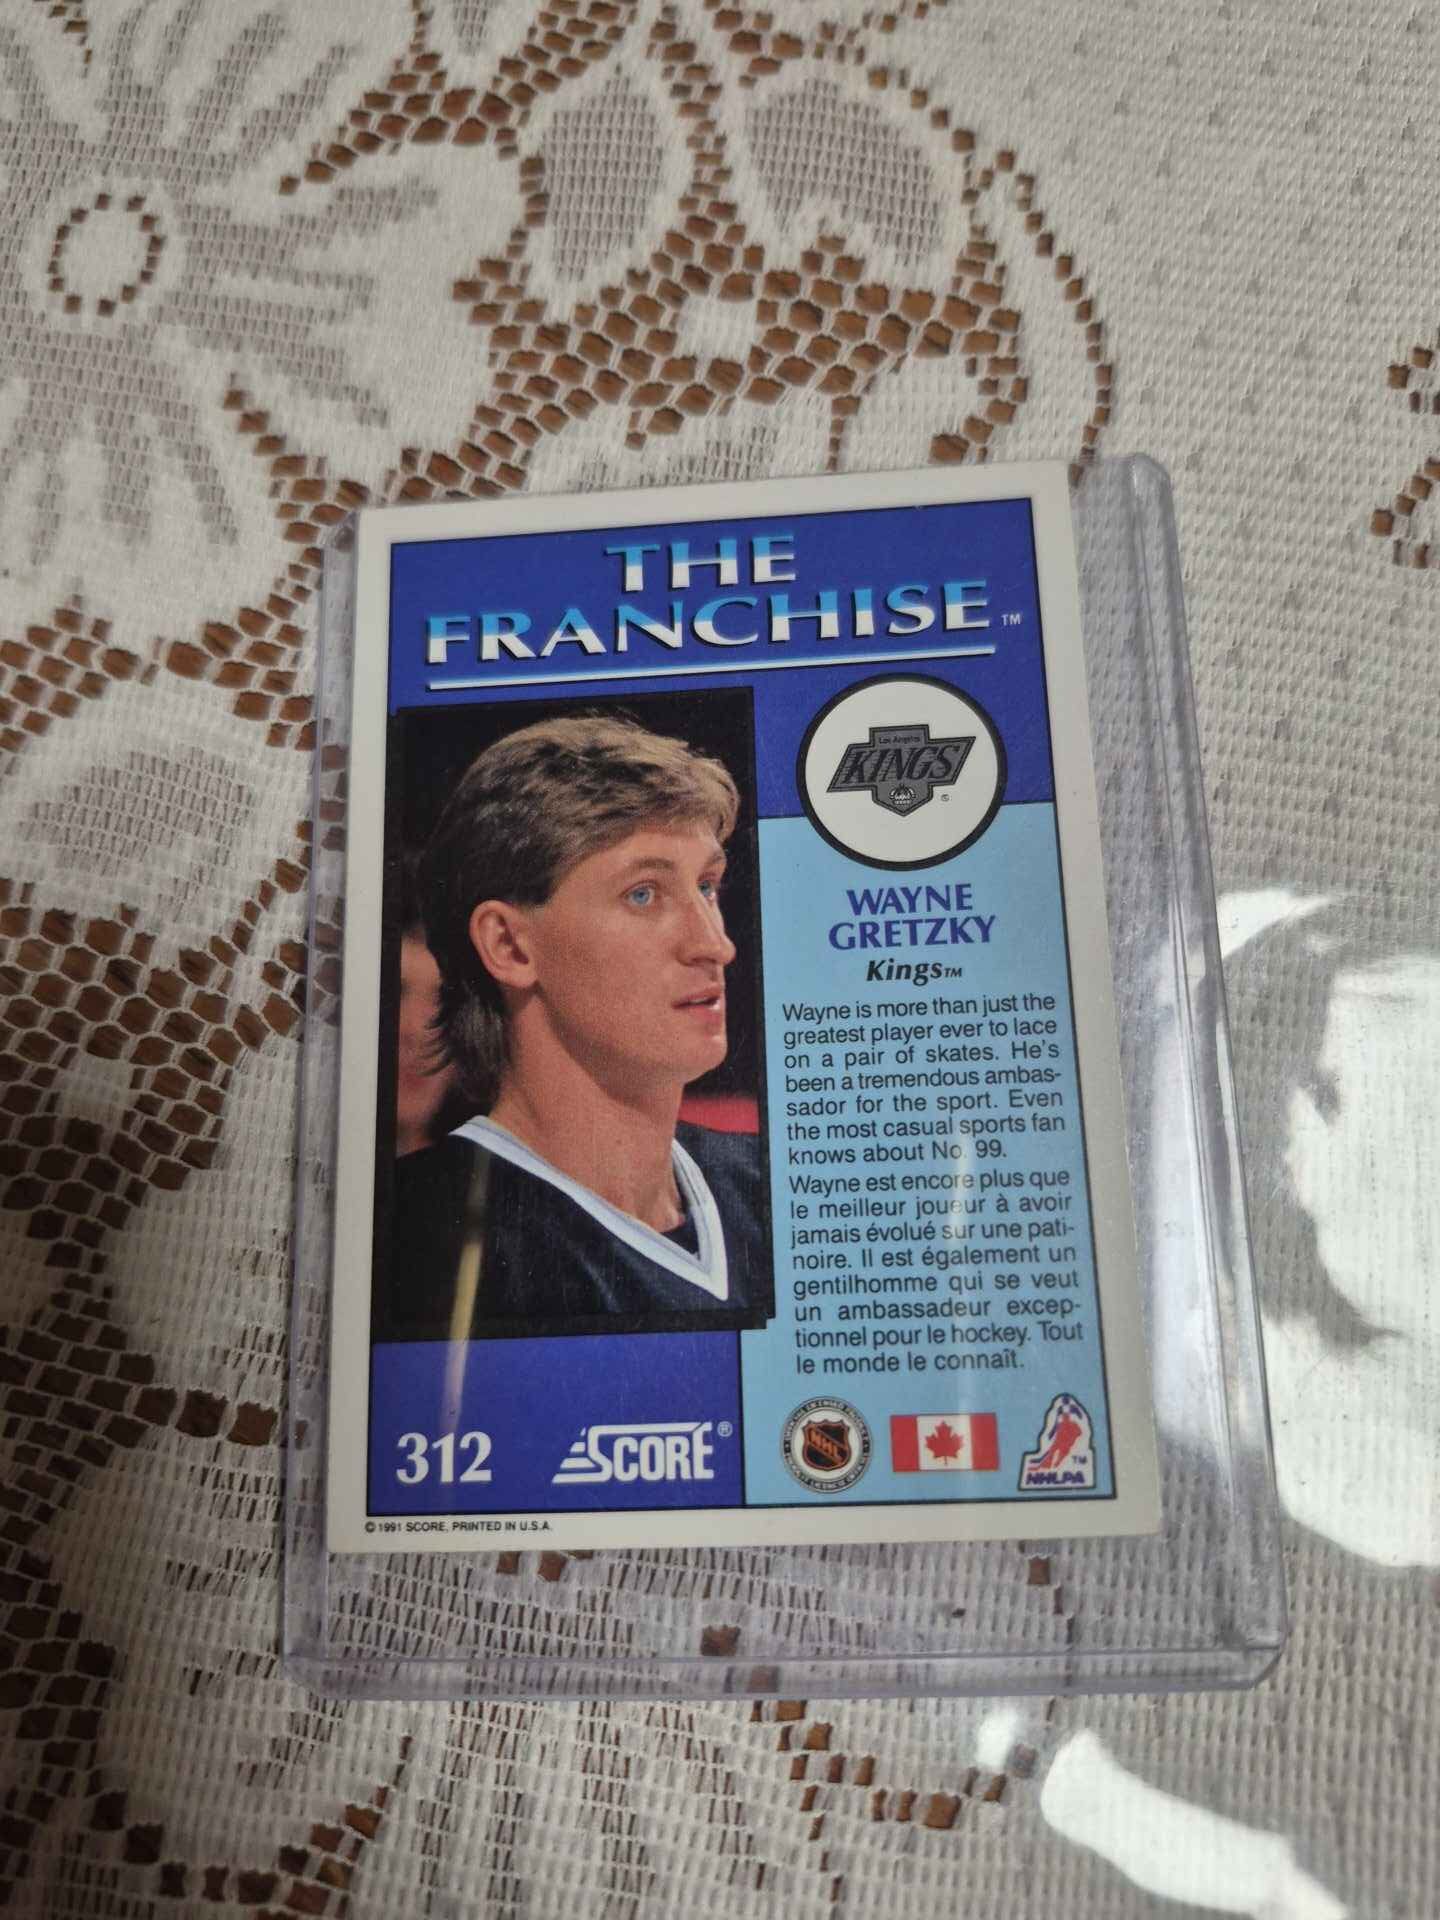 THE
FRANCHISE™
Los Angeles
KINGS
WAYNE
GRETZKY
Kings™
Wayne is more than just the
greatest player ever to lace
on a pair of skates. He's
been a tremendous ambas-
sador for the sport. Even
the most casual sports fan
knows about No. 99.
Wayne est encore plus que
le meilleur joueur à avoir
jamais évolué sur une pati-
noire. Il est également un
gentilhomme qui se veut
un ambassadeur excep-
tionnel pour le hockey. Tout
le monde le connaît.
312
SCORE®
NHL
™
NHLPA
© 1991 SCORE, PRINTED IN U.S.A.